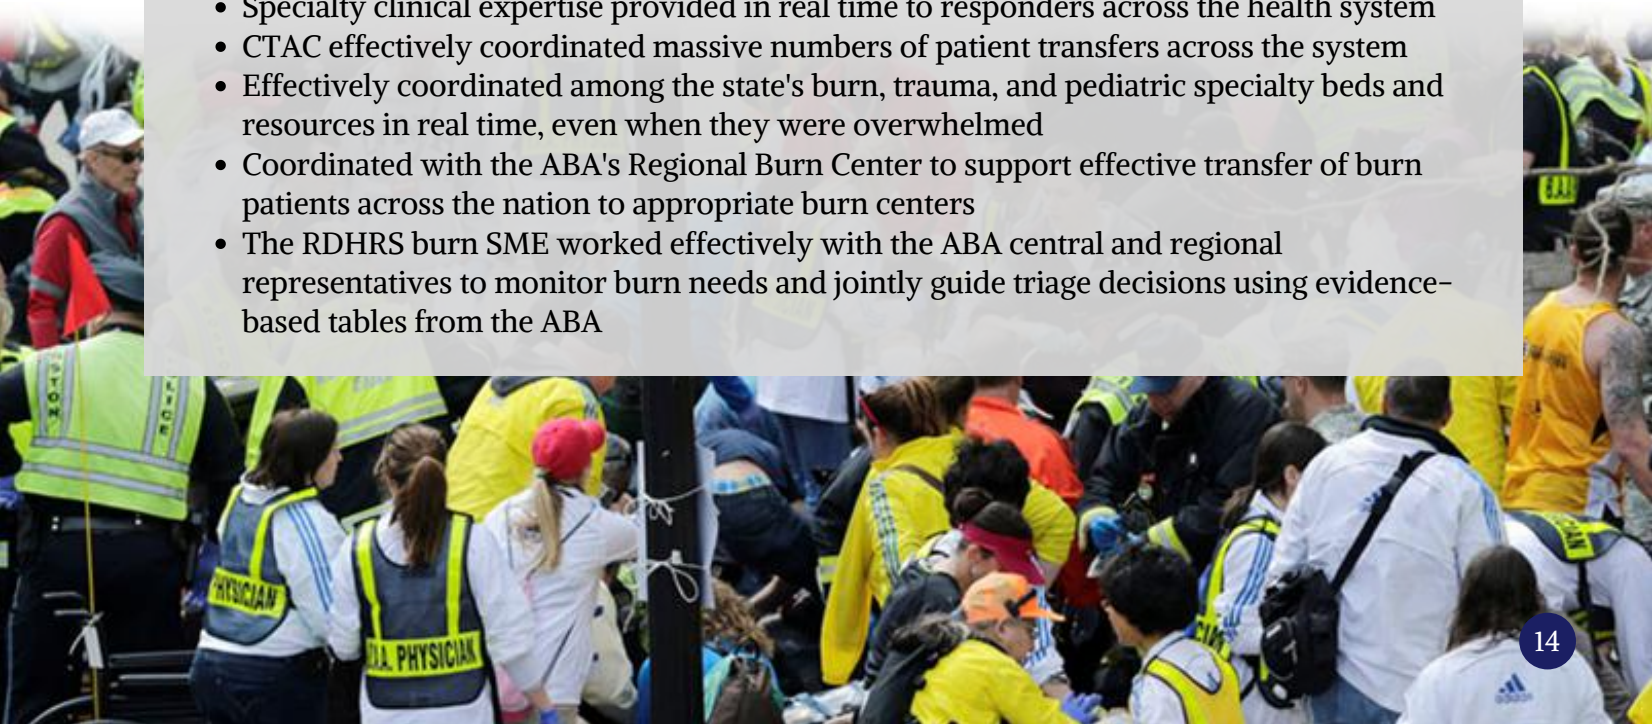 • Specialty clinical expertise provided in real time to responders across the health system
• CTAC effectively coordinated massive numbers of patient transfers across the system
• Effectively coordinated among the state's burn, trauma, and pediatric specialty beds and
resources in real time, even when they were overwhelmed
• Coordinated with the ABA's Regional Burn Center to support effective transfer of burn
patients across the nation to appropriate burn centers
• The RDHRS burn SME worked effectively with the ABA central and regional
representatives to monitor burn needs and jointly guide triage decisions using evidence-
based tables from the ABA
PHYSICIAN
A.A. PHYSICIAN
14